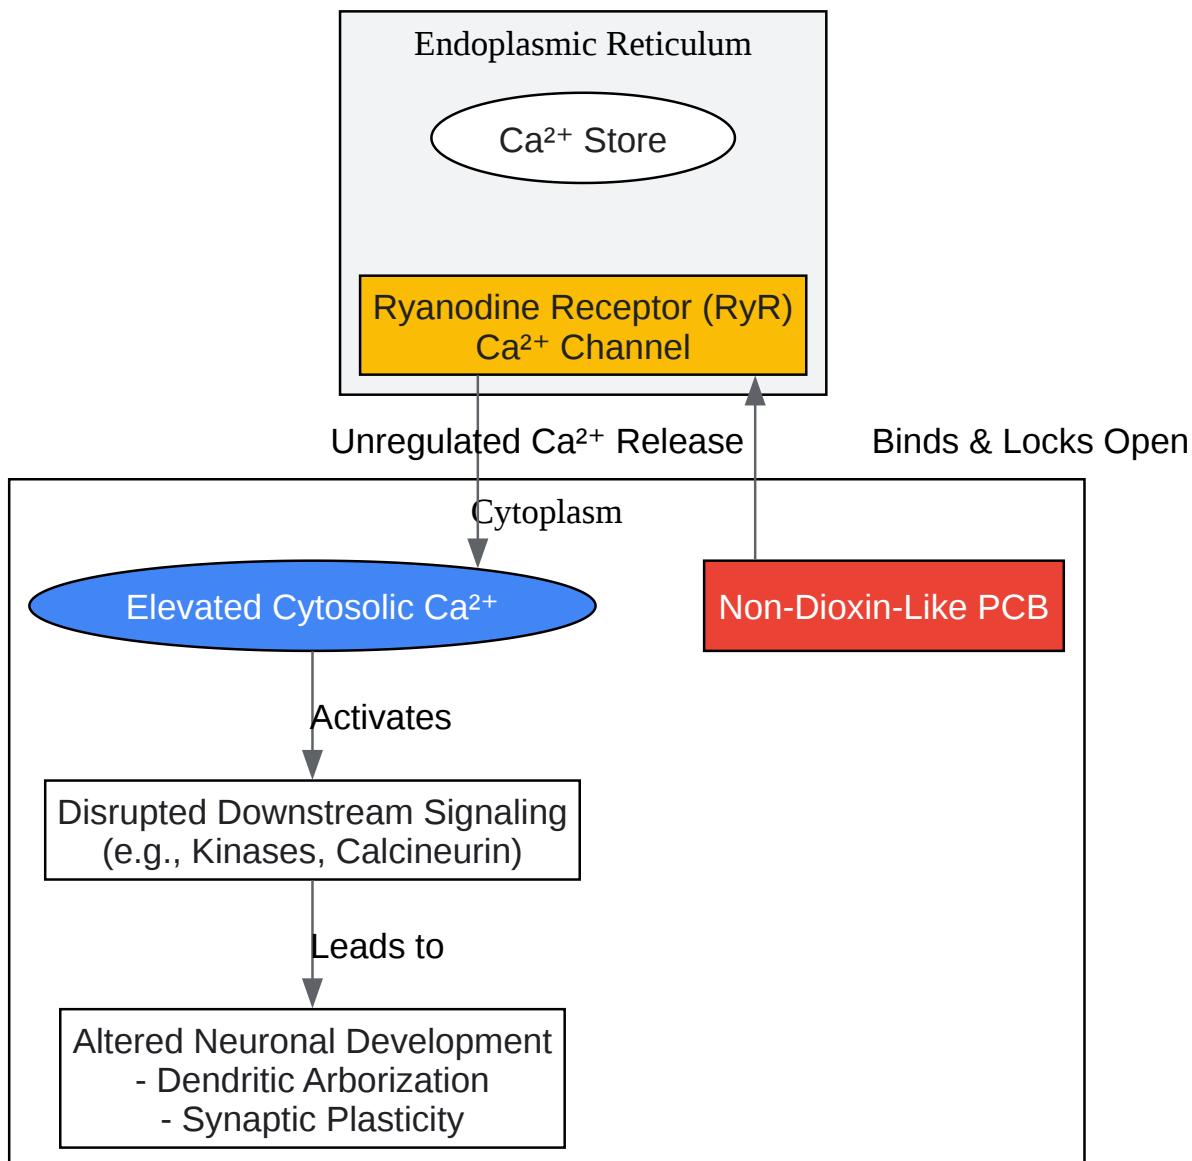 Endoplasmic Reticulum
Ca²⁺ Store
Ryanodine Receptor (RyR)
Ca²⁺ Channel
Unregulated Ca²⁺ Release
Binds & Locks Open
Cytoplasm
Elevated Cytosolic Ca²⁺
Non-Dioxin-Like PCB
Activates
Disrupted Downstream Signaling
(e.g., Kinases, Calcineurin)
Leads to
Altered Neuronal Development
- Dendritic Arborization
- Synaptic Plasticity